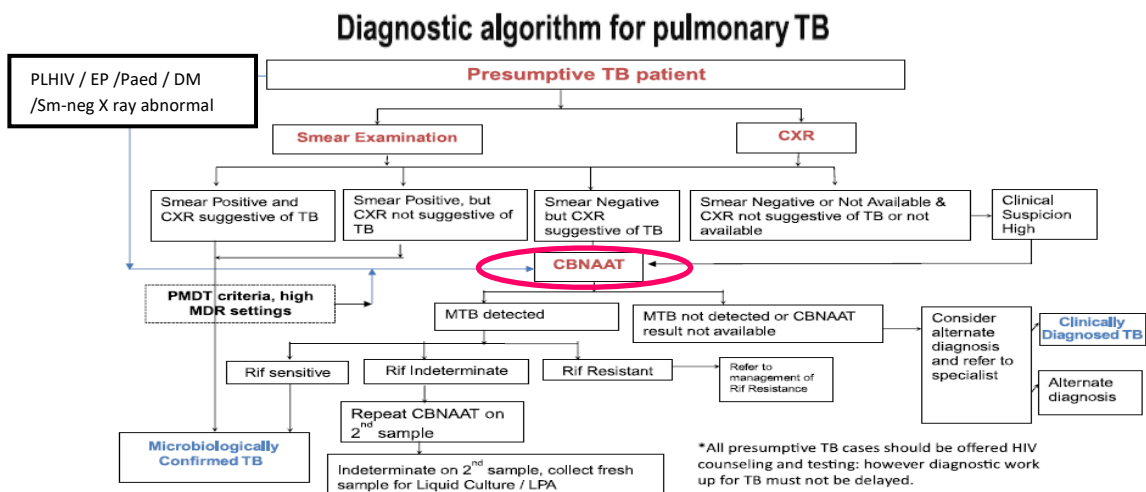 Diagnostic algorithm for pulmonary TB
PLHIV / EP /Paed / DM
/Sm-neg X ray abnormal
Presumptive TB patient
Smear Examination
CXR
Smear Positive and
CXR suggestive of TB
Smear Positive, but
CXR not suggestive of
TB
Smear Negative
but CXR
suggestive of TB
Smear Negative or Not Available &
CXR not suggestive of TB or not
available
Clinical
Suspicion
High
CBNAAT
PMDT criteria, high
MDR settings
MTB detected
MTB not detected or CBNAAT
result not available
Consider
alternate
diagnosis
and refer to
specialist
Clinically
Diagnosed TB
Alternate
diagnosis
Rif sensitive
Rif Indeterminate
Rif Resistant
Refer to
management of
Rif Resistance
Repeat CBNAAT on
2nd sample
Microbiologically
Confirmed TB
Indeterminate on 2nd sample, collect fresh
sample for Liquid Culture / LPA
*All presumptive TB cases should be offered HIV
counseling and testing: however diagnostic work
up for TB must not be delayed.